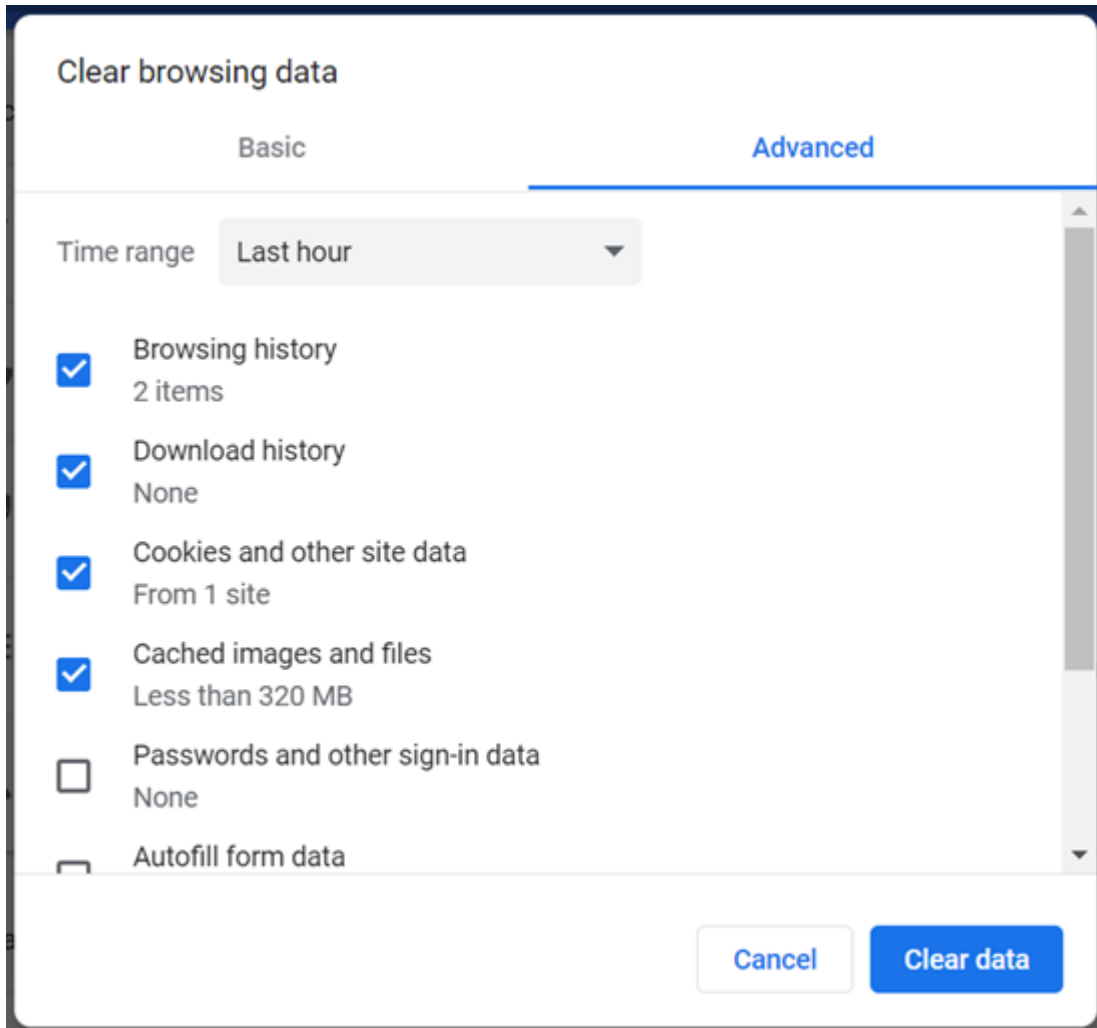 Clear browsing data
Basic Advanced
Time range Last hour
Browsing history
2 items
Download history
None
Cookies and other site data
From 1 site
Cached images and files
Less than 320 MB
Passwords and other sign-in data
None
Autofill form data
Cancel Clear data